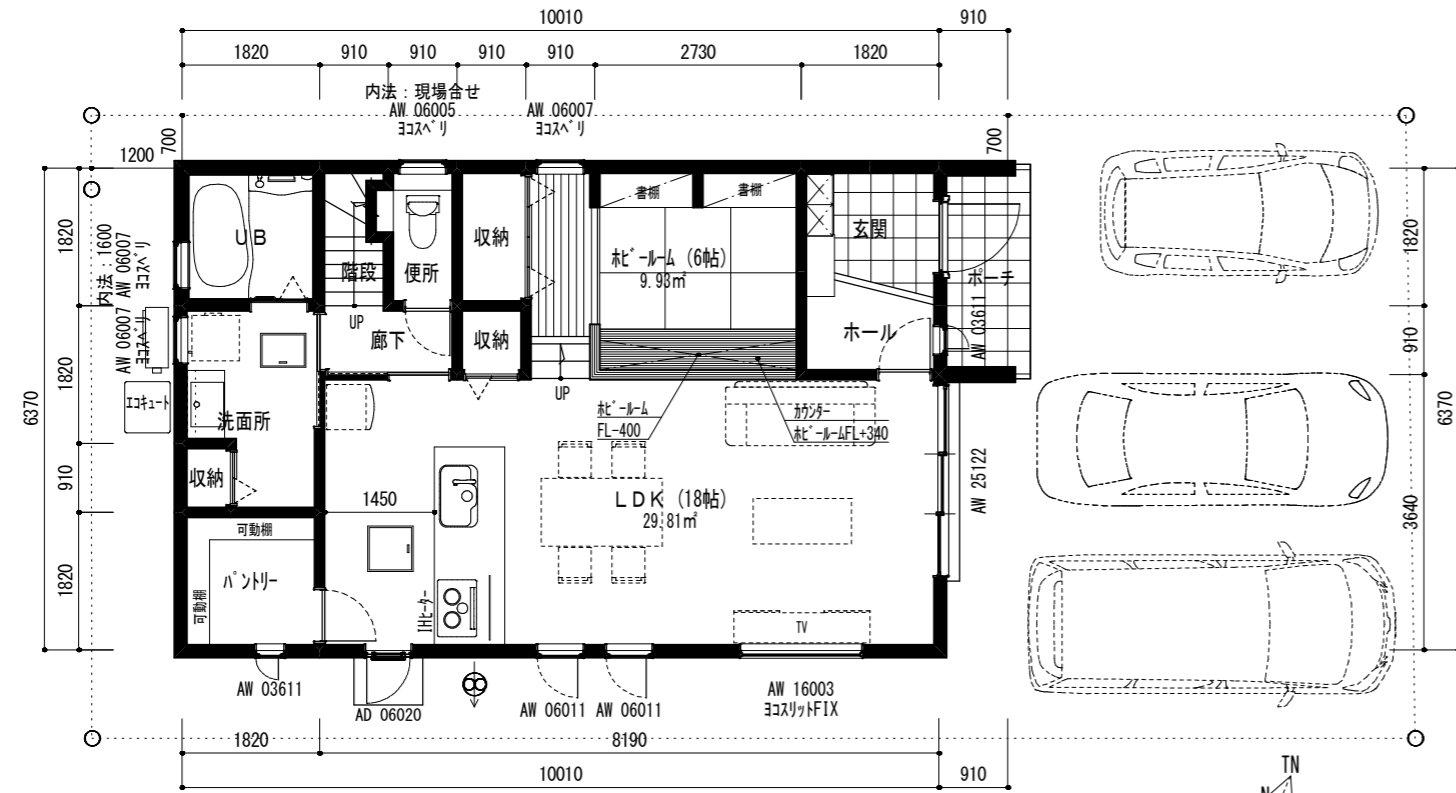 10010
910
1820
910
910
910
910
2730
1820
内法：現場合せ
AW 06005
ﾖｺｽﾍﾞﾘ
AW 06007
ﾖｺｽﾍﾞﾘ
700
700
1200
書棚
書棚
UB
階段
便所
収納
ﾎﾋﾞｰﾙｰﾑ (6帖)
9.93㎡
玄関
ポーチ
1820
内法：1600
AW 06007
ﾖｺｽﾍﾞﾘ
AW 06007
ﾖｺｽﾍﾞﾘ
1820
UP
廊下
収納
ホール
AW 03611
910
1820
6370
ｴｺｷｭｰﾄ
洗面所
UP
ﾎﾋﾞｰﾙｰﾑ
FL-400
ｶｳﾝﾀｰ
ﾎﾋﾞｰﾙｰﾑFL+340
6370
910
収納
1450
LDK (18帖)
29.81㎡
AW 25122
3640
可動棚
ﾊﾟﾝﾄﾘｰ
可動棚
1820
IHﾋｰﾀｰ
TV
AW 03611
AD 06020
AW 06011
AW 06011
AW 16003
ﾖｺｽﾘｯﾄFIX
1820
8190
10010
910
TN
N